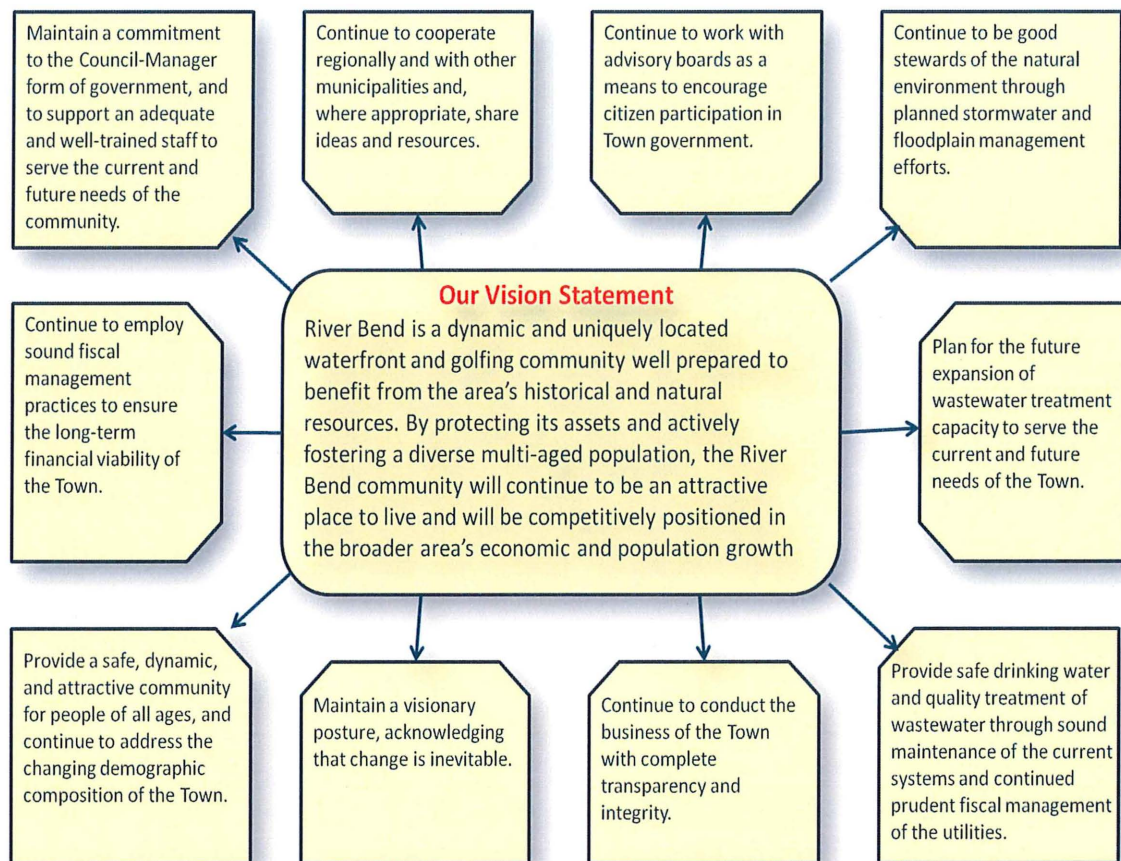 Maintain a commitment
to the Council-Manager
form of government, and
to support an adequate
and well-trained staff to
serve the current and
future needs of the
community.
Continue to cooperate
regionally and with other
municipalities and,
where appropriate, share
ideas and resources.
Continue to work with
advisory boards as a
means to encourage
citizen participation in
Town government.
Continue to be good
stewards of the natural
environment through
planned stormwater and
floodplain management
efforts.
Continue to employ
sound fiscal
management
practices to ensure
the long-term
financial viability of
the Town.
Our Vision Statement
River Bend is a dynamic and uniquely located
waterfront and golfing community well prepared to
benefit from the area's historical and natural
resources. By protecting its assets and actively
fostering a diverse multi-aged population, the River
Bend community will continue to be an attractive
place to live and will be competitively positioned in
the broader area's economic and population growth
Plan for the future
expansion of
wastewater treatment
capacity to serve the
current and future
needs of the Town.
Provide a safe, dynamic,
and attractive community
for people of all ages, and
continue to address the
changing demographic
composition of the Town.
Maintain a visionary
posture, acknowledging
that change is inevitable.
Continue to conduct the
business of the Town
with complete
transparency and
integrity.
Provide safe drinking water
and quality treatment of
wastewater through sound
maintenance of the current
systems and continued
prudent fiscal management
of the utilities.